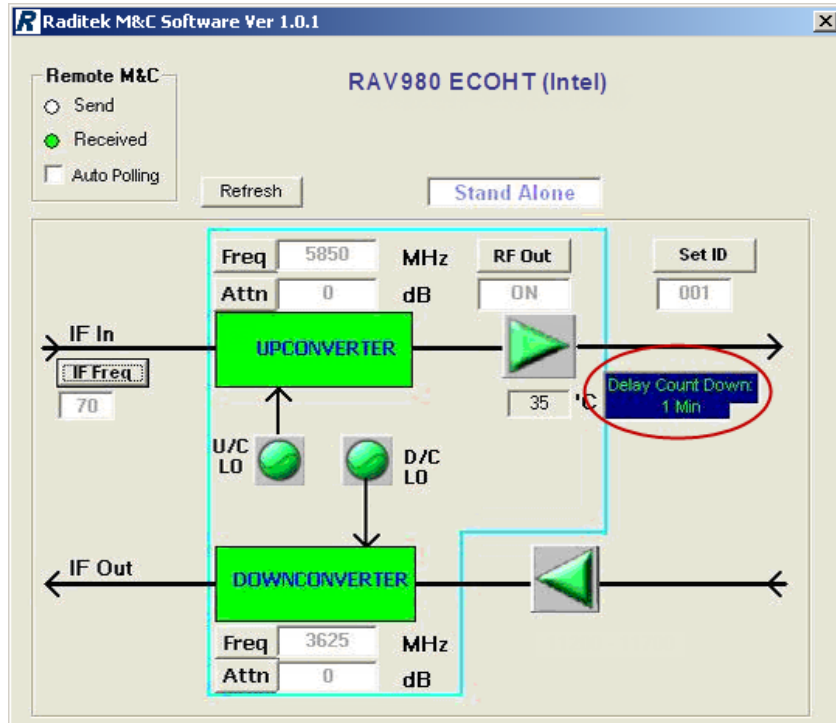 Raditek M&C Software Ver 1.0.1
Remote M&C
Send
Received
Auto Polling
RAV980 ECOHT (Intel)
Refresh
Stand Alone
Freq 5850 MHz
RF Out
Set ID
Attn 0 dB
ON
001
IF In
UPCONVERTER
IF Freq
70
35 'C
Delay Count Down:
1 Min
U/C
LO
D/C
LO
IF Out
DOWNCONVERTER
Freq 3625 MHz
Attn 0 dB